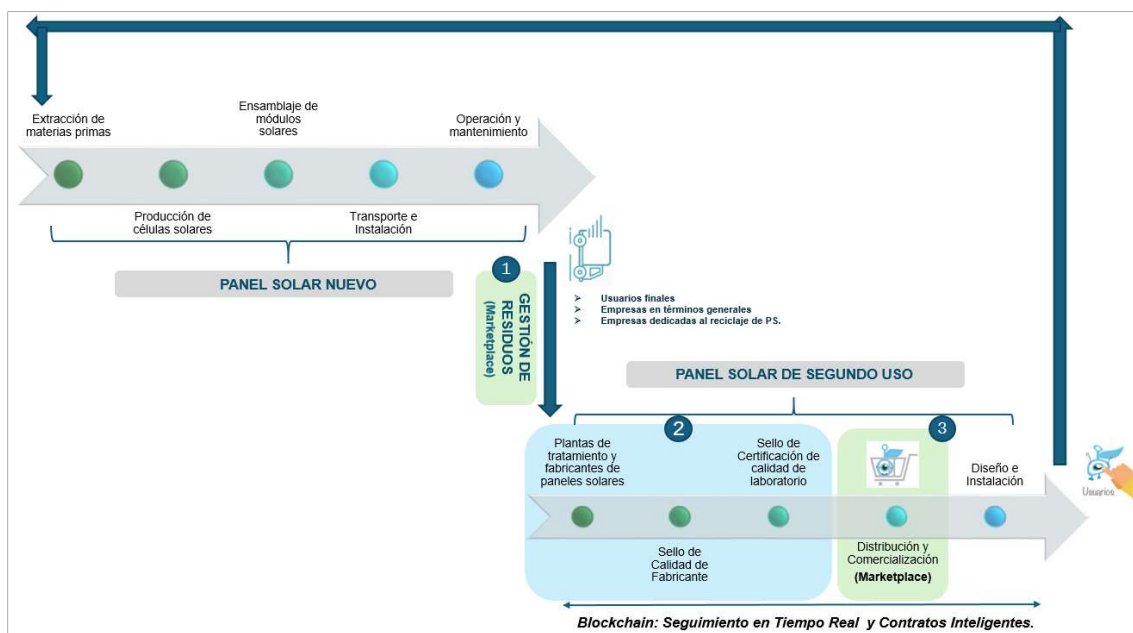 Extracción de
materias primas
Ensamblaje de
módulos
solares
Operación y
mantenimiento
Producción de
células solares
Transporte e
Instalación
PANEL SOLAR NUEVO
1
GESTIÓN DE
RESIDUOS
(Marketplace)
Usuarios finales
Empresas en términos generales
Empresas dedicadas al reciclaje de PS.
PANEL SOLAR DE SEGUNDO USO
2
3
Plantas de
tratamiento y
fabricantes de
paneles solares
Sello de
Certificación de
calidad de
laboratorio
Diseño e
Instalación
Usuarios
Sello de
Calidad de
Fabricante
Distribución y
Comercialización
(Marketplace)
Blockchain: Seguimiento en Tiempo Real y Contratos Inteligentes.